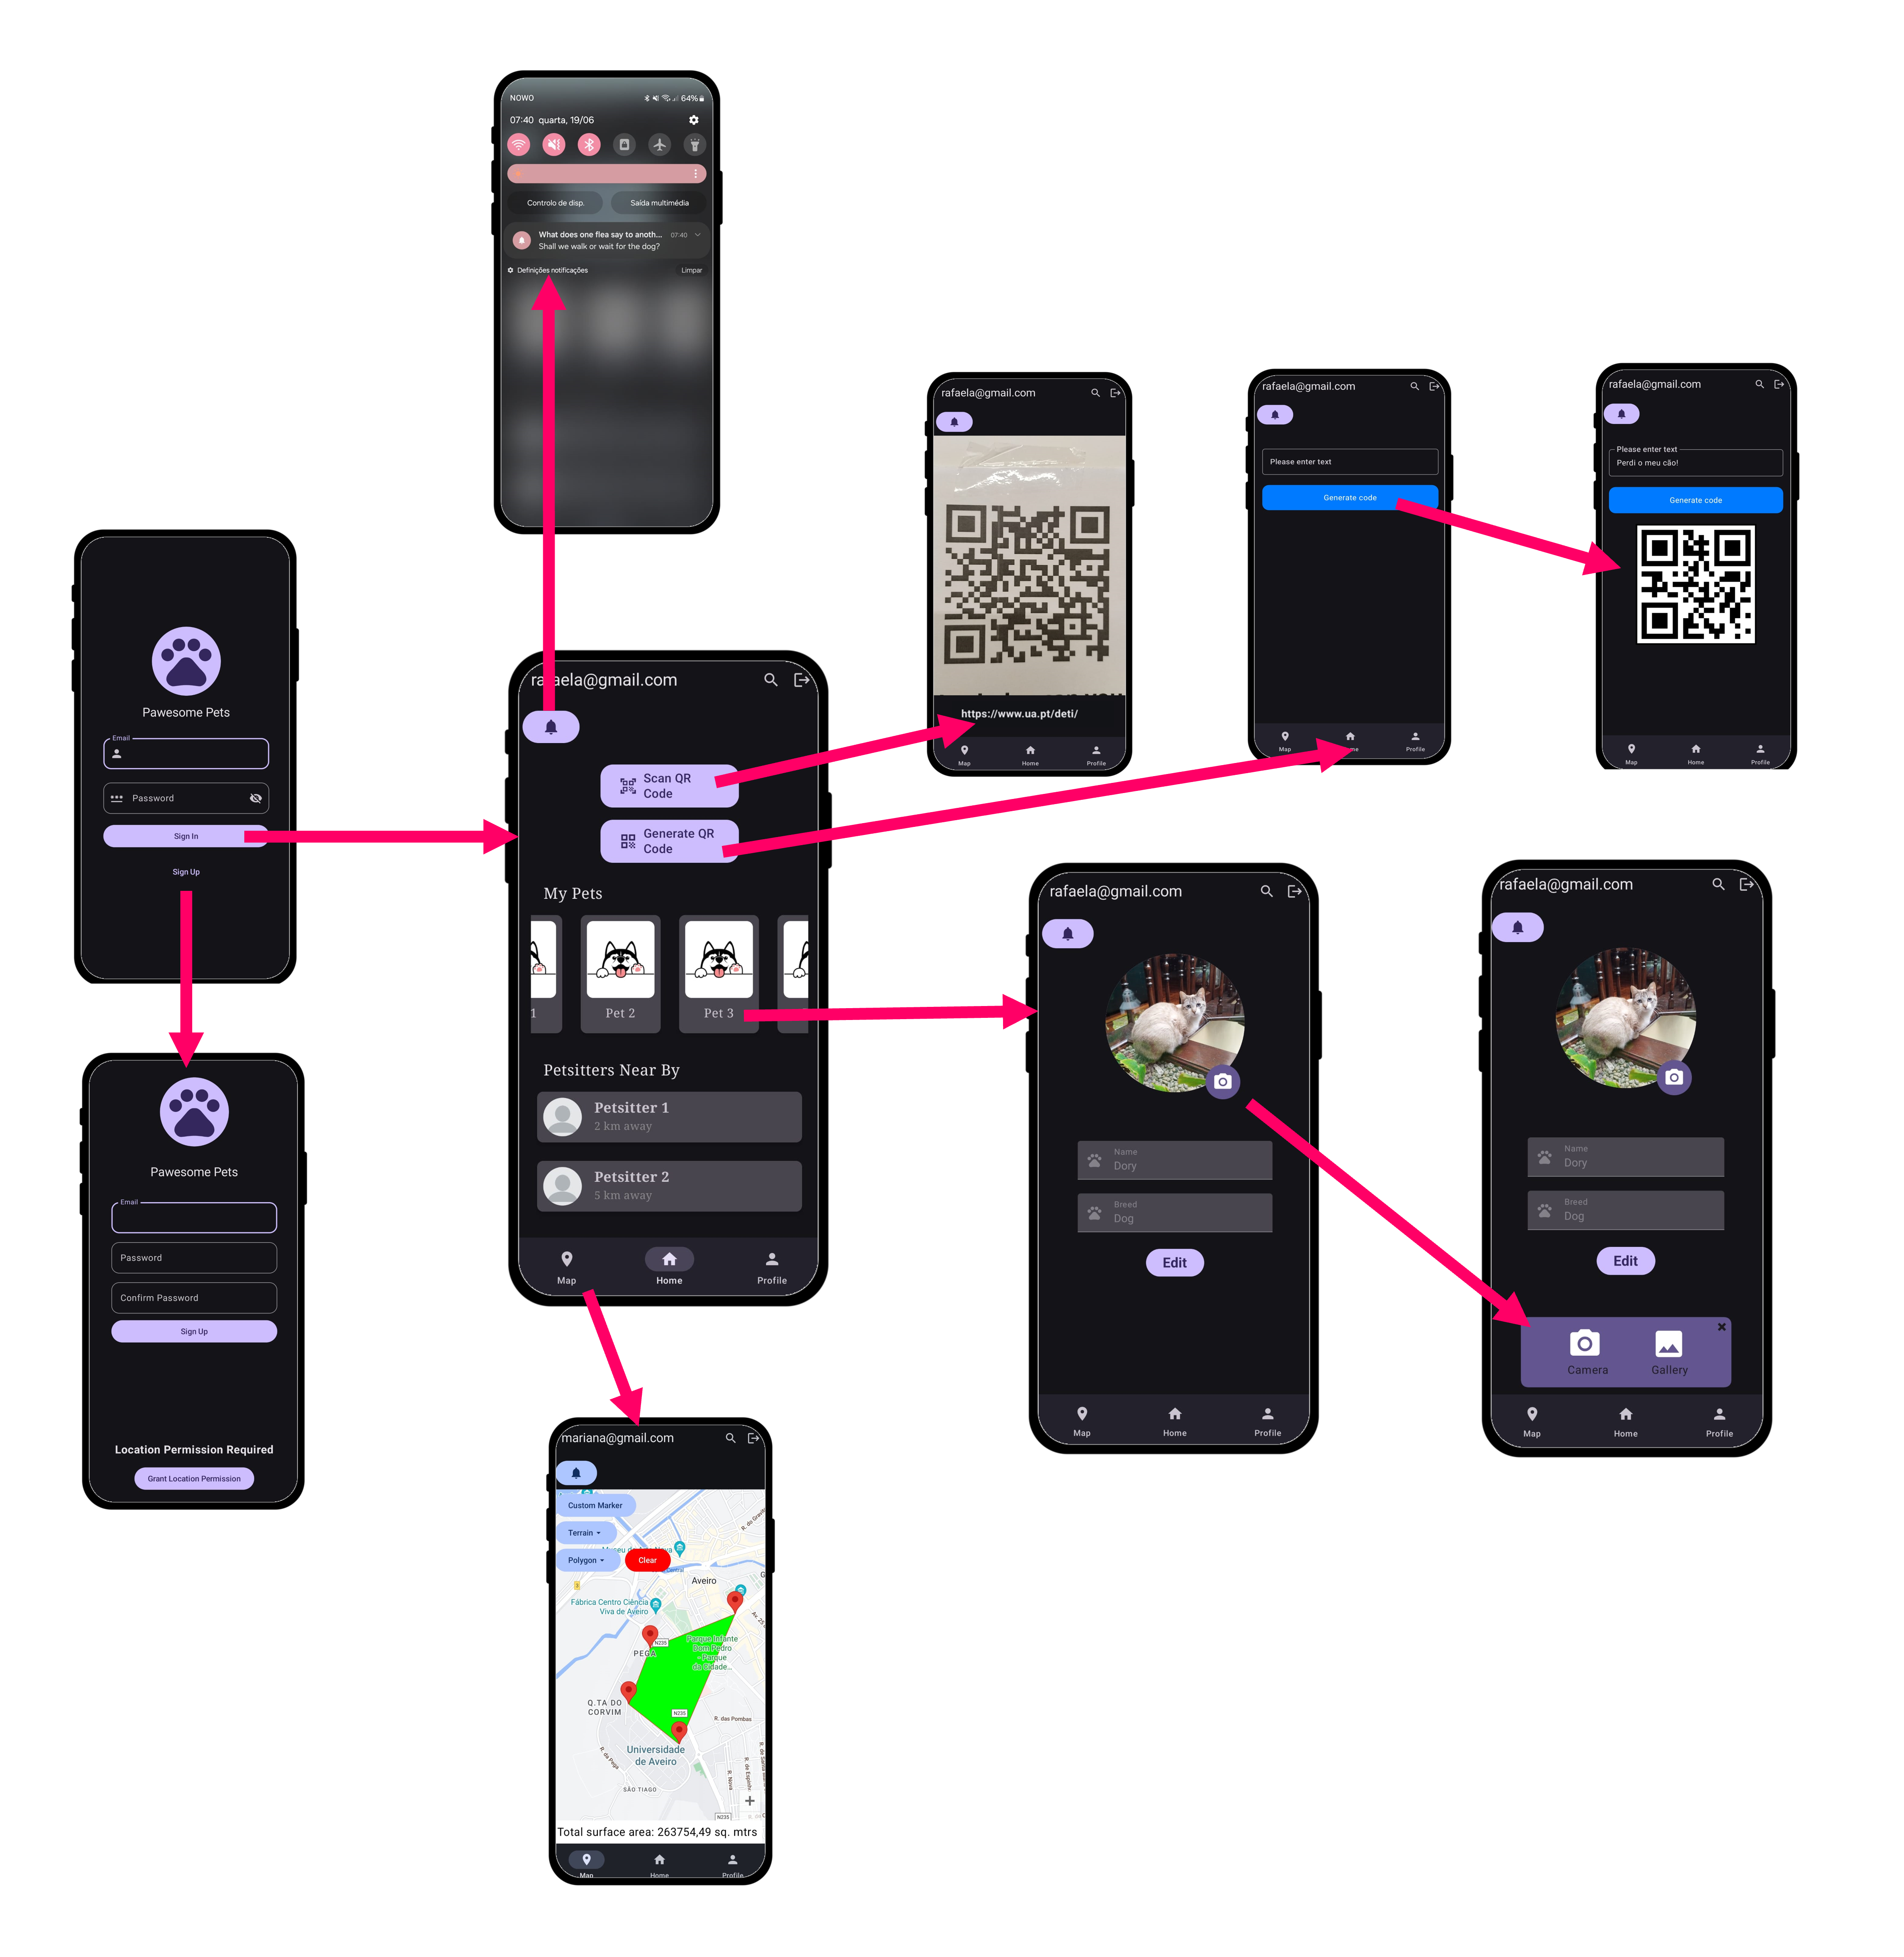 NOWO
64%
07:40 quarta, 19/06
Controlo de disp.
Saída multimédia
What does one flea say to anoth...
07:40
Shall we walk or wait for the dog?
Definições notificações
Limpar
Pawesome Pets
Email
Password
Sign In
Sign Up
Pawesome Pets
Email
Password
Confirm Password
Sign Up
Location Permission Required
Grant Location Permission
rafaela@gmail.com
Scan QR
Code
Generate QR
Code
My Pets
1
Pet 2
Pet 3
Petsitters Near By
Petsitter 1
2 km away
Petsitter 2
5 km away
Map
Home
Profile
rafaela@gmail.com
https://www.ua.pt/deti/
Map
Home
Profile
rafaela@gmail.com
Please enter text
Generate code
Map
Home
Profile
rafaela@gmail.com
Please enter text
Perdi o meu cão!
Generate code
Map
Home
Profile
rafaela@gmail.com
Name
Dory
Breed
Dog
Edit
Map
Home
Profile
rafaela@gmail.com
Name
Dory
Breed
Dog
Edit
Camera
Gallery
Map
Home
Profile
mariana@gmail.com
Custom Marker
Terrain
Polygon
Clear
Aveiro
Fábrica Centro Ciência
Viva de Aveiro
N235
PEGA
Parque Infante
Dom Pedro
- Parque
da Cidade...
Q.TA DO
CORVIM
N235
R. das Pombas
Universidade
de Aveiro
R. da Pega
R. Nova
SÃO TIAGO
N235
Total surface area: 263754,49 sq. mtrs
Map
Home
Profile